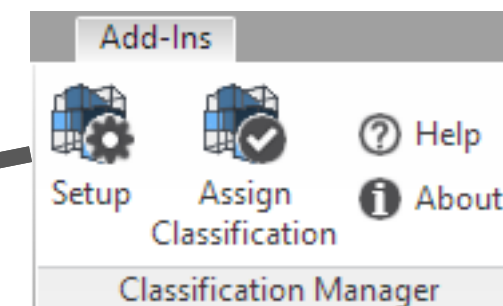 Add-Ins
Setup
Assign
Classification
Help
About
Classification Manager